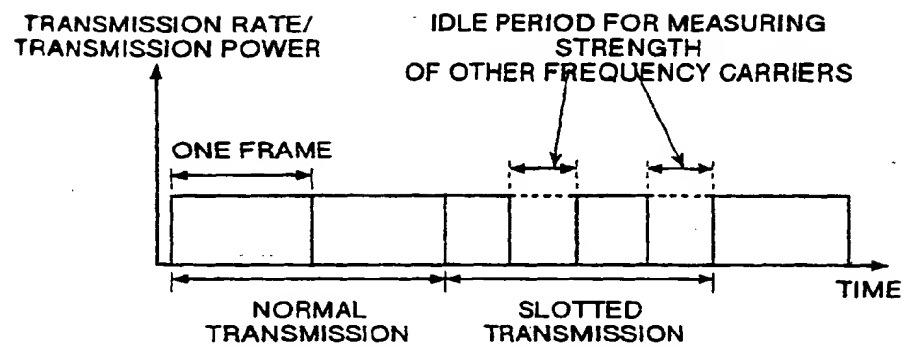 TRANSMISSION RATE/
TRANSMISSION POWER
IDLE PERIOD FOR MEASURING
STRENGTH
OF OTHER FREQUENCY CARRIERS
ONE FRAME
TIME
NORMAL
TRANSMISSION
SLOTTED
TRANSMISSION